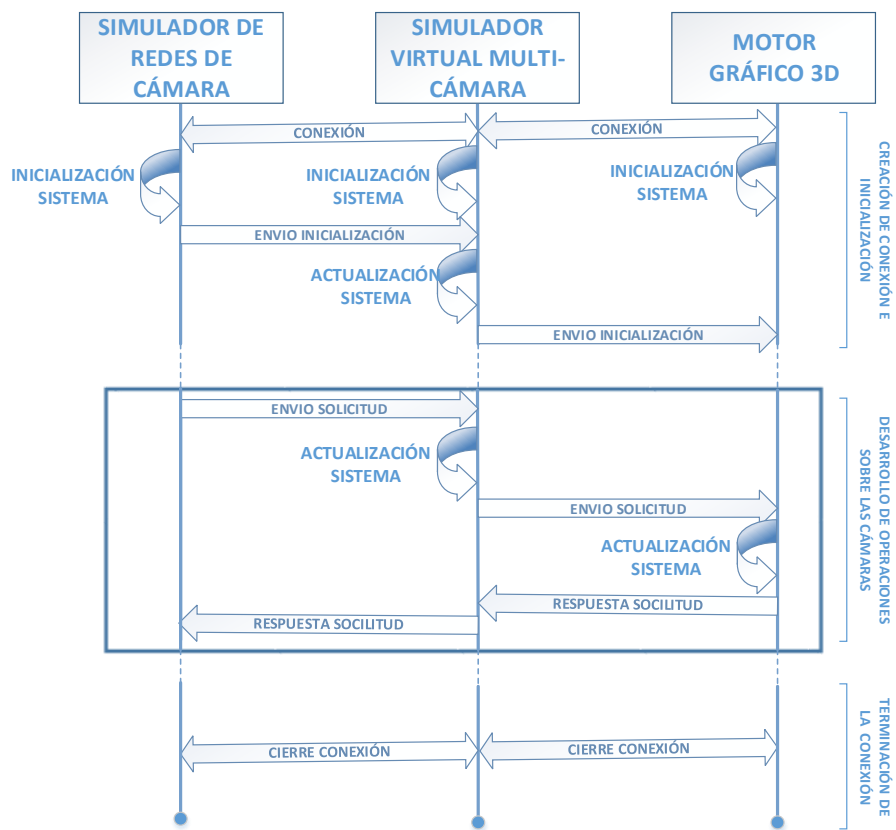 SIMULADOR DE
REDES DE
CÁMARA
SIMULADOR
VIRTUAL MULTI-
CÁMARA
MOTOR
GRÁFICO 3D
CONEXIÓN
CONEXIÓN
INICIALIZACIÓN
SISTEMA
INICIALIZACIÓN
SISTEMA
INICIALIZACIÓN
SISTEMA
ENVIO INICIALIZACIÓN
ACTUALIZACIÓN
SISTEMA
ENVIO INICIALIZACIÓN
CREACIÓN DE CONEXIÓN E
INICIALIZACIÓN
ENVIO SOLICITUD
ACTUALIZACIÓN
SISTEMA
ENVIO SOLICITUD
ACTUALIZACIÓN
SISTEMA
RESPUESTA SOCILITUD
RESPUESTA SOCILITUD
DESARROLLO DE OPERACIONES
SOBRE LAS CÁMARAS
CIERRE CONEXIÓN
CIERRE CONEXIÓN
TERMINACIÓN DE
LA CONEXIÓN